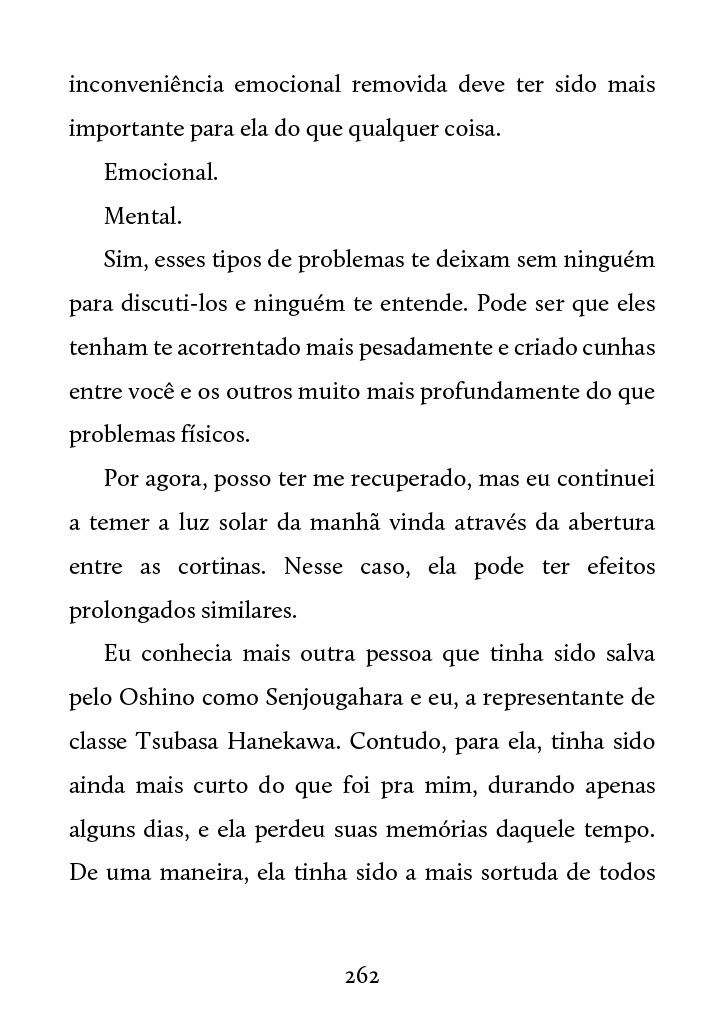 inconveniência emocional removida deve ter sido mais
importante para ela do que qualquer coisa.
Emocional.
Mental.
Sim, esses tipos de problemas te deixam sem ninguém
para discuti-los e ninguém te entende. Pode ser que eles
tenham te acorrentado mais pesadamente e criado cunhas
entre você e os outros muito mais profundamente do que
problemas físicos.
Por agora, posso ter me recuperado, mas eu continuei
a temer a luz solar da manhã vinda através da abertura
entre as cortinas. Nesse caso, ela pode ter efeitos
prolongados similares.
Eu conhecia mais outra pessoa que tinha sido salva
pelo Oshino como Senjougahara e eu, a representante de
classe Tsubasa Hanekawa. Contudo, para ela, tinha sido
ainda mais curto do que foi pra mim, durando apenas
alguns dias, e ela perdeu suas memórias daquele tempo.
De uma maneira, ela tinha sido a mais sortuda de todos
262